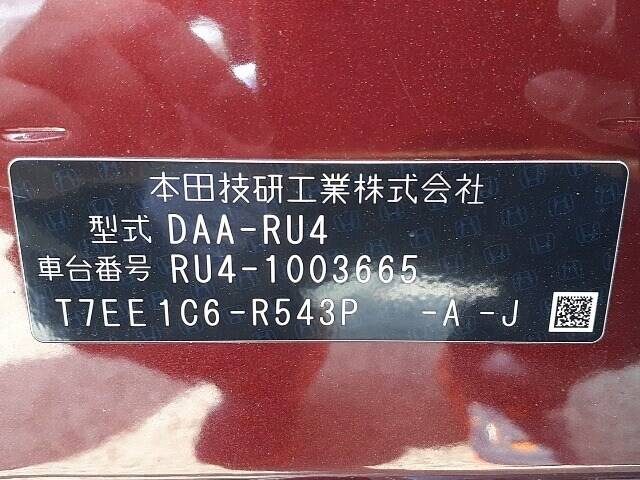 本田技研工業株式会社
型式 DAA-RU4
車台番号 RU4-1003665
T7EE1C6-R543P -A -J